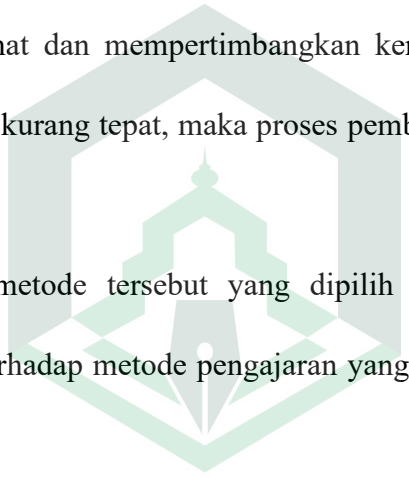 dan mempertimbangkan
kurang tepat, maka proses
metode tersebut yang dipilih
metode pengajaran yang